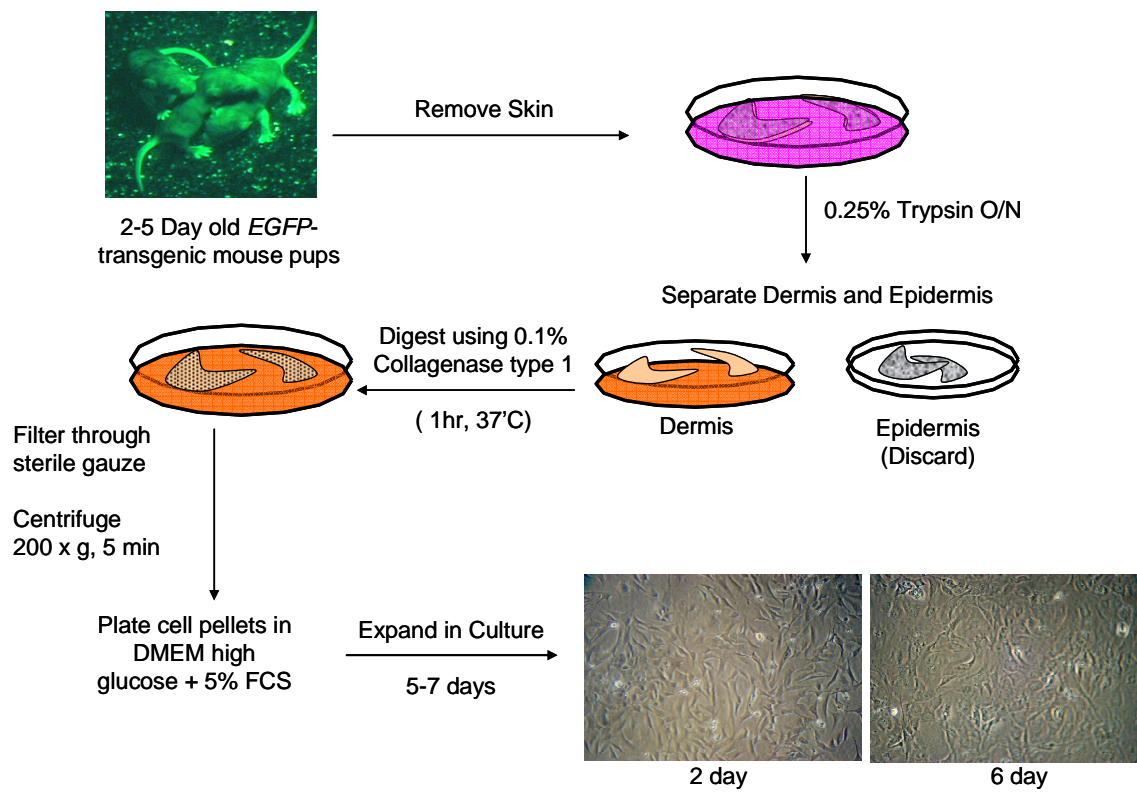 Remove Skin
2-5 Day old EGFP-
transgenic mouse pups
0.25% Trypsin O/N
Separate Dermis and Epidermis
Digest using 0.1%
Collagenase type 1
( 1hr, 37'C)
Dermis
Epidermis
(Discard)
Filter through
sterile gauze
Centrifuge
200 x g, 5 min
Plate cell pellets in
DMEM high
glucose + 5% FCS
Expand in Culture
5-7 days
2 day
6 day